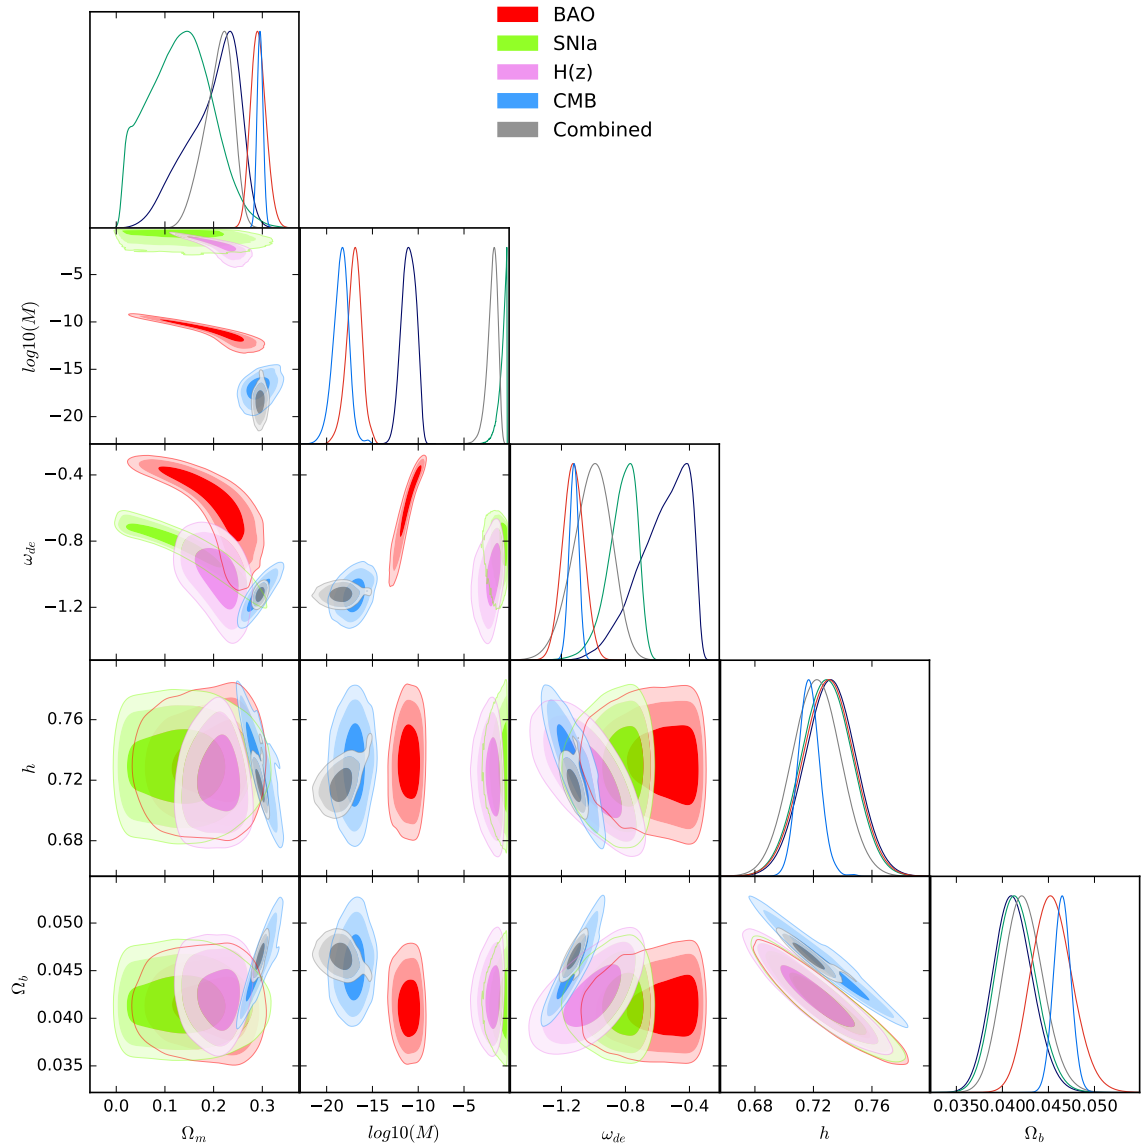 BAO
SNIa
H(z)
CMB
Combined
−5
−10
−15
−20
log10(M)
−0.4
−0.8
−1.2
ω_de
0.76
0.72
0.68
h
0.050
0.045
0.040
0.035
Ω_b
0.0 0.1 0.2 0.3
−20 −15 −10 −5
−1.2 −0.8 −0.4
0.68 0.72 0.76
0.035 0.040 0.045 0.050
Ω_m
log10(M)
ω_de
h
Ω_b